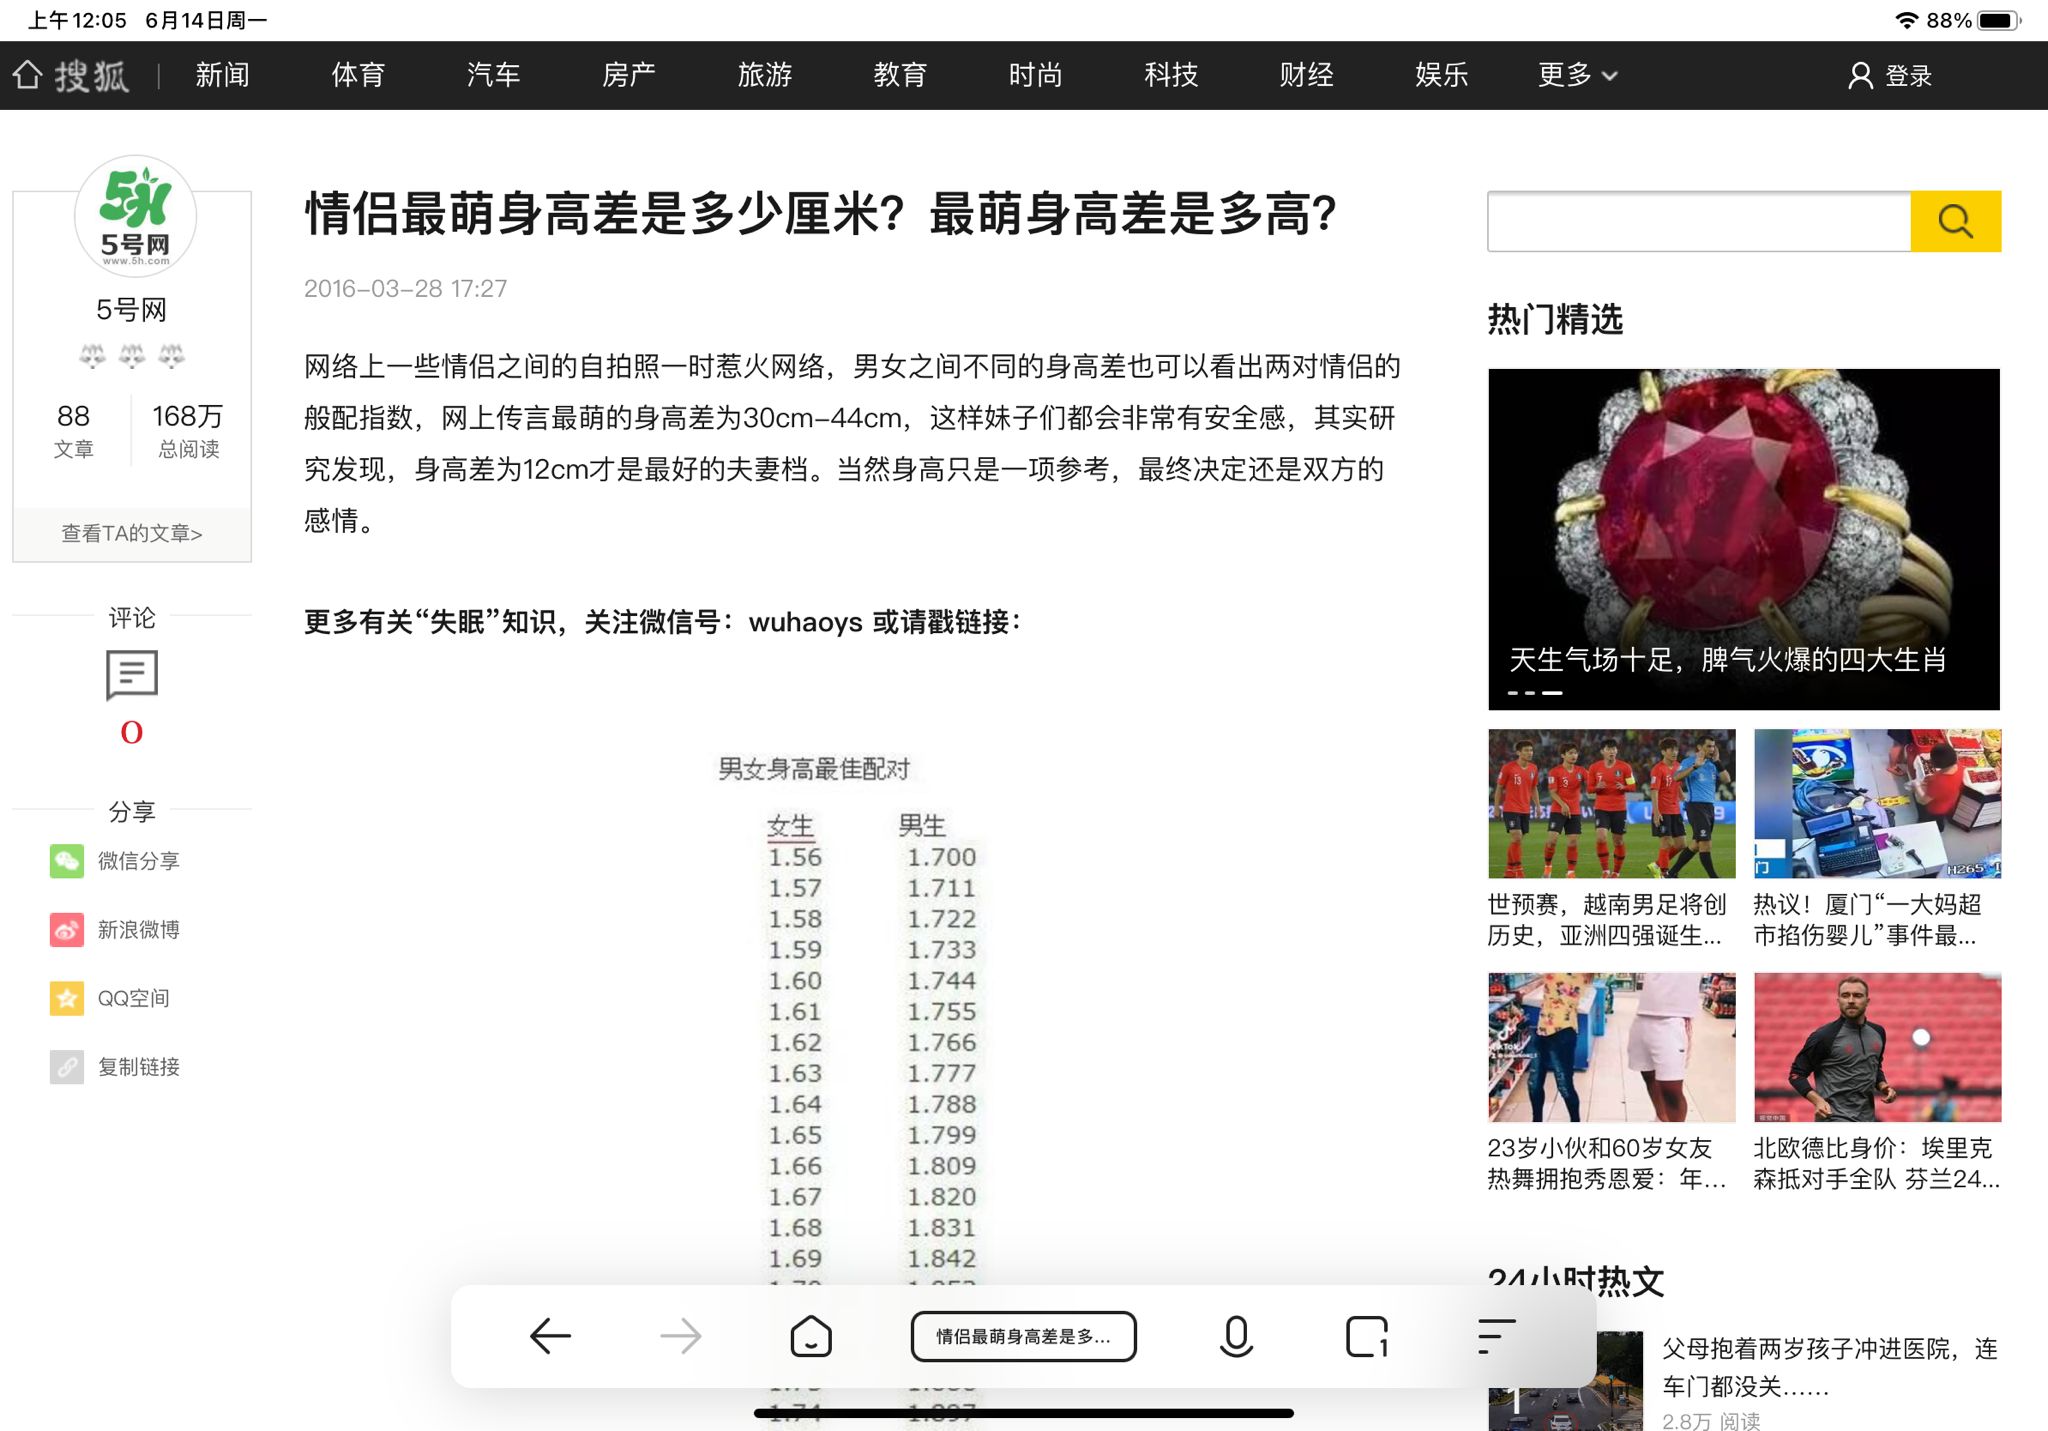 上午12:05 6月14日周一
88%
搜狐 新闻 体育 汽车 房产 旅游 教育 时尚 科技 财经 娱乐 更多 登录
5号网
www.5h.com
5号网
88 168万
文章 总阅读
查看TA的文章>
评论
0
分享
微信分享
新浪微博
QQ空间
复制链接
情侣最萌身高差是多少厘米？最萌身高差是多高？
2016-03-28 17:27
网络上一些情侣之间的自拍照一时惹火网络，男女之间不同的身高差也可以看出两对情侣的
般配指数，网上传言最萌的身高差为30cm-44cm，这样妹子们都会非常有安全感，其实研
究发现，身高差为12cm才是最好的夫妻档。当然身高只是一项参考，最终决定还是双方的
感情。
更多有关“失眠”知识，关注微信号：wuhaoys 或请戳链接：
男女身高最佳配对
女生 男生
1.56 1.700
1.57 1.711
1.58 1.722
1.59 1.733
1.60 1.744
1.61 1.755
1.62 1.766
1.63 1.777
1.64 1.788
1.65 1.799
1.66 1.809
1.67 1.820
1.68 1.831
1.69 1.842
1.74 1.897
情侣最萌身高差是多...
1
热门精选
天生气场十足，脾气火爆的四大生肖
H265
世预赛，越南男足将创
历史，亚洲四强诞生...
热议！厦门“一大妈超
市掐伤婴儿”事件最...
23岁小伙和60岁女友
热舞拥抱秀恩爱：年...
北欧德比身价：埃里克
森抵对手全队 芬兰24...
24小时热文
1
父母抱着两岁孩子冲进医院，连
车门都没关……
2.8万 阅读